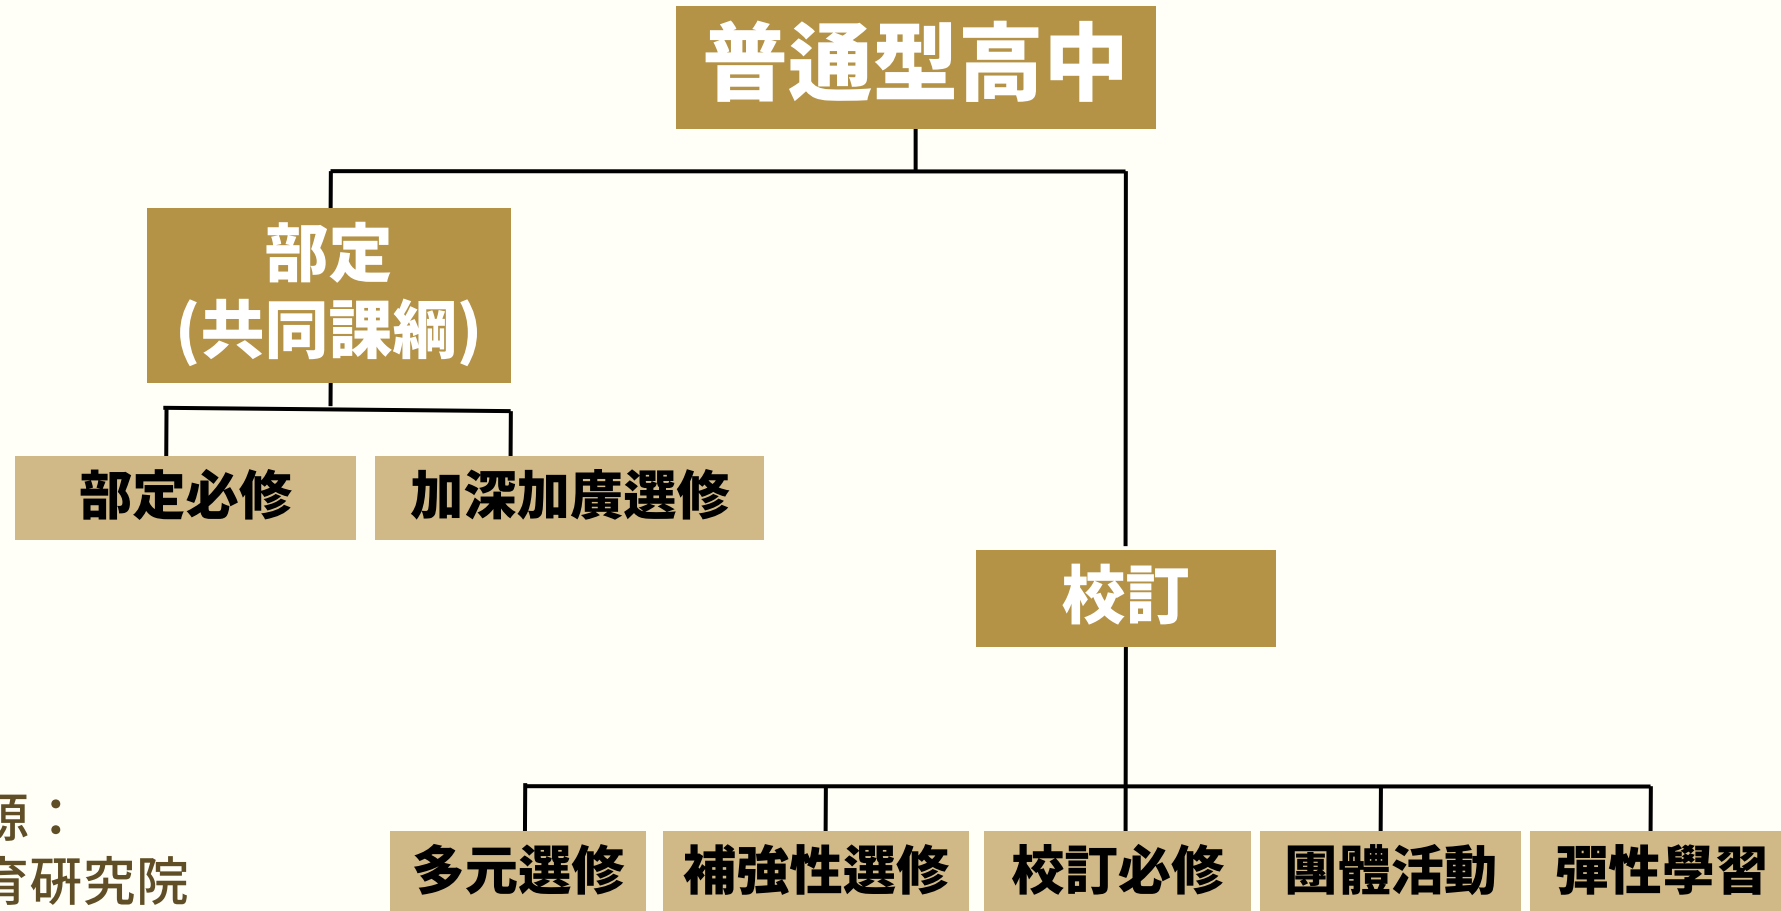 普通型高中
部定
(共同課綱)
部定必修
加深加廣選修
校訂
源：
育研究院
多元選修
補強性選修
校訂必修
團體活動
彈性學習